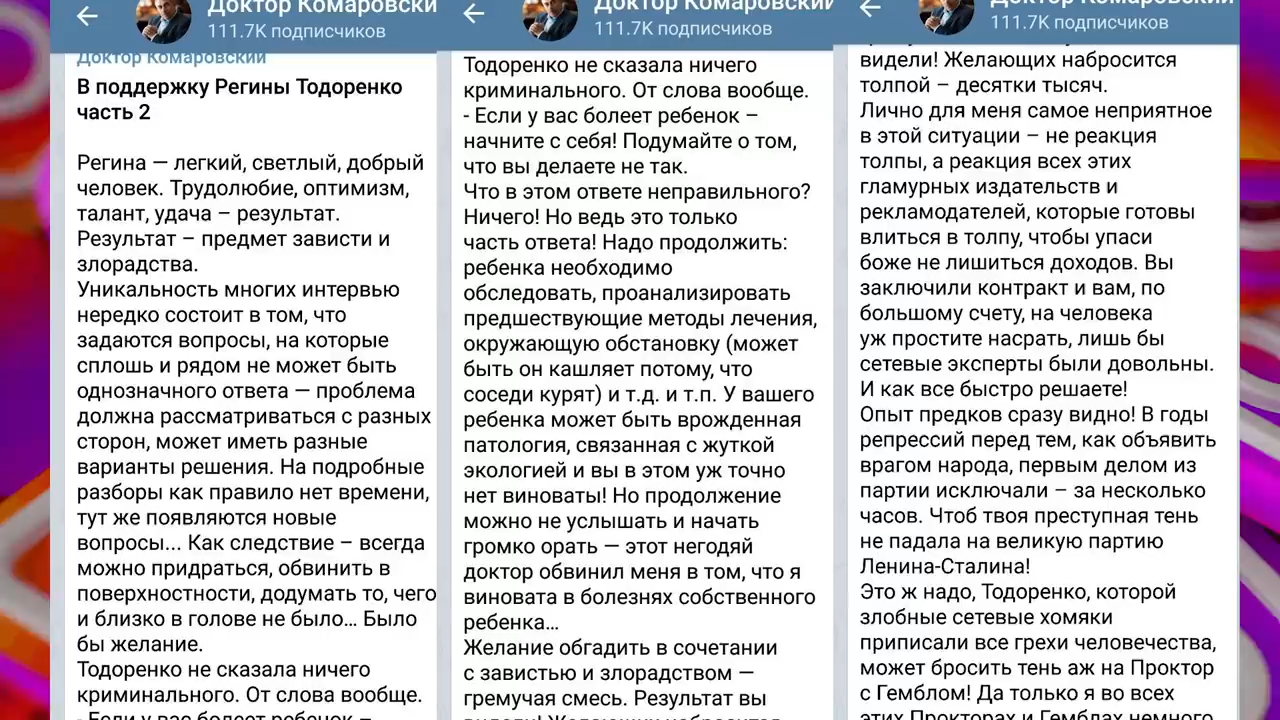 Доктор Комаровски
111.7K подписчиков
Доктор Комаровский
В поддержку Регины Тодоренко
часть 2
Регина — легкий, светлый, добрый
человек. Трудолюбие, оптимизм,
талант, удача – результат.
Результат – предмет зависти и
злорадства.
Уникальность многих интервью
нередко состоит в том, что
задаются вопросы, на которые
сплошь и рядом не может быть
однозначного ответа — проблема
должна рассматриваться с разных
сторон, может иметь разные
варианты решения. На подробные
разборы как правило нет времени,
тут же появляются новые
вопросы... Как следствие – всегда
можно придраться, обвинить в
поверхностности, додумать то, чего
и близко в голове не было... Было
бы желание.
Тодоренко не сказала ничего
криминального. От слова вообще.
- Если у вас болеет ребенок –
Доктор Комаровский
111.7K подписчиков
Тодоренко не сказала ничего
криминального. От слова вообще.
- Если у вас болеет ребенок –
начните с себя! Подумайте о том,
что вы делаете не так.
Что в этом ответе неправильного?
Ничего! Но ведь это только
часть ответа! Надо продолжить:
ребенка необходимо
обследовать, проанализировать
предшествующие методы лечения,
окружающую обстановку (может
быть он кашляет потому, что
соседи курят) и т.д. и т.п. У вашего
ребенка может быть врожденная
патология, связанная с жуткой
экологией и вы в этом уж точно
нет виноваты! Но продолжение
можно не услышать и начать
громко орать — этот негодяй
доктор обвинил меня в том, что я
виновата в болезнях собственного
ребенка...
Желание обгадить в сочетании
с завистью и злорадством —
гремучая смесь. Результат вы
видели! Желающих набросится
Доктор Комаровский
111.7K подписчиков
видели! Желающих набросится
толпой – десятки тысяч.
Лично для меня самое неприятное
в этой ситуации – не реакция
толпы, а реакция всех этих
гламурных издательств и
рекламодателей, которые готовы
влиться в толпу, чтобы упаси
боже не лишиться доходов. Вы
заключили контракт и вам, по
большому счету, на человека
уж простите насрать, лишь бы
сетевые эксперты были довольны.
И как все быстро решаете!
Опыт предков сразу видно! В годы
репрессий перед тем, как объявить
врагом народа, первым делом из
партии исключали – за несколько
часов. Чтоб твоя преступная тень
не падала на великую партию
Ленина-Сталина!
Это ж надо, Тодоренко, которой
злобные сетевые хомяки
приписали все грехи человечества,
может бросить тень аж на Проктор
с Гемблом! Да только я во всех
этих Прокторах и Гемблах немного